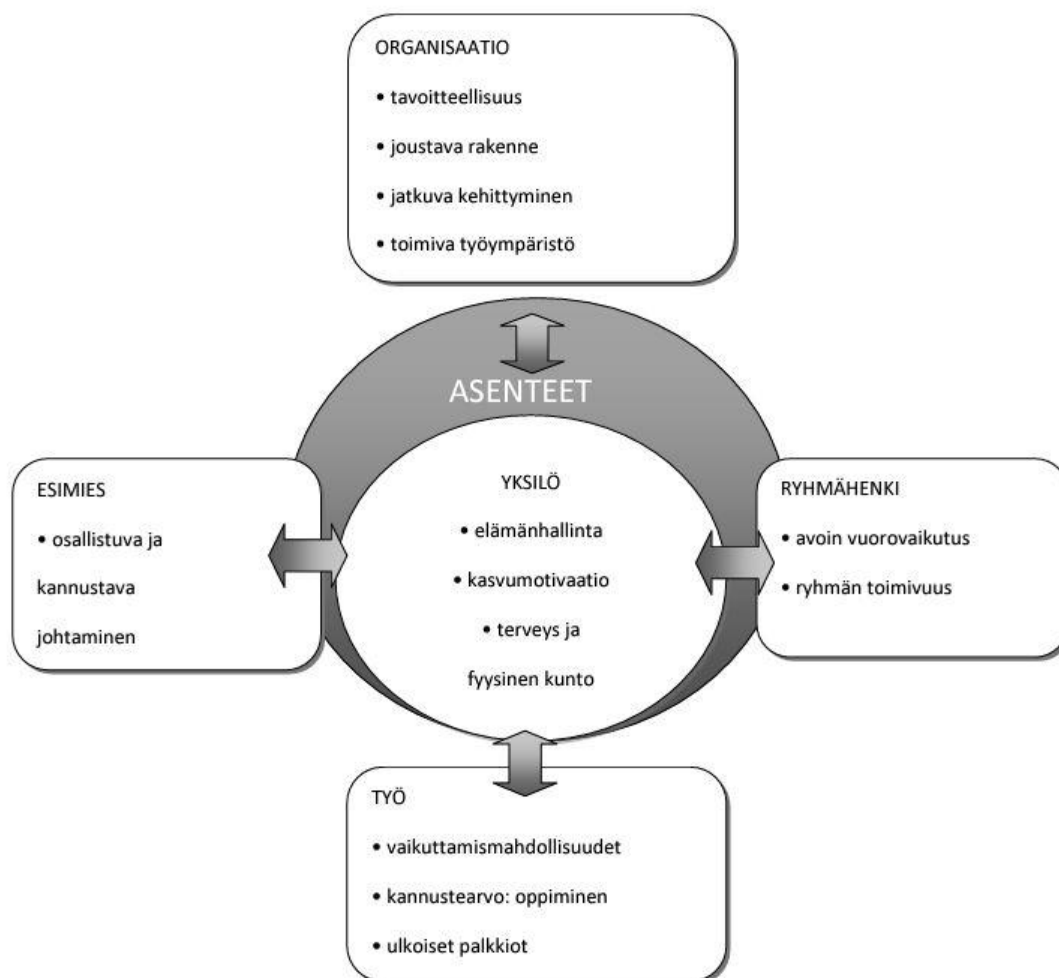 ORGANISAATIO
• tavoitteellisuus
• joustava rakenne
• jatkuva kehittyminen
• toimiva työympäristö
ASENTEET
ESIMIES
• osallistuva ja
kannustava
johtaminen
YKSILÖ
• elämänhallinta
• kasvumotivaatio
• terveys ja
fyysinen kunto
RYHMÄHENKI
• avoin vuorovaikutus
• ryhmän toimivuus
TYÖ
• vaikuttamismahdollisuudet
• kannustearvo: oppiminen
• ulkoiset palkkiot